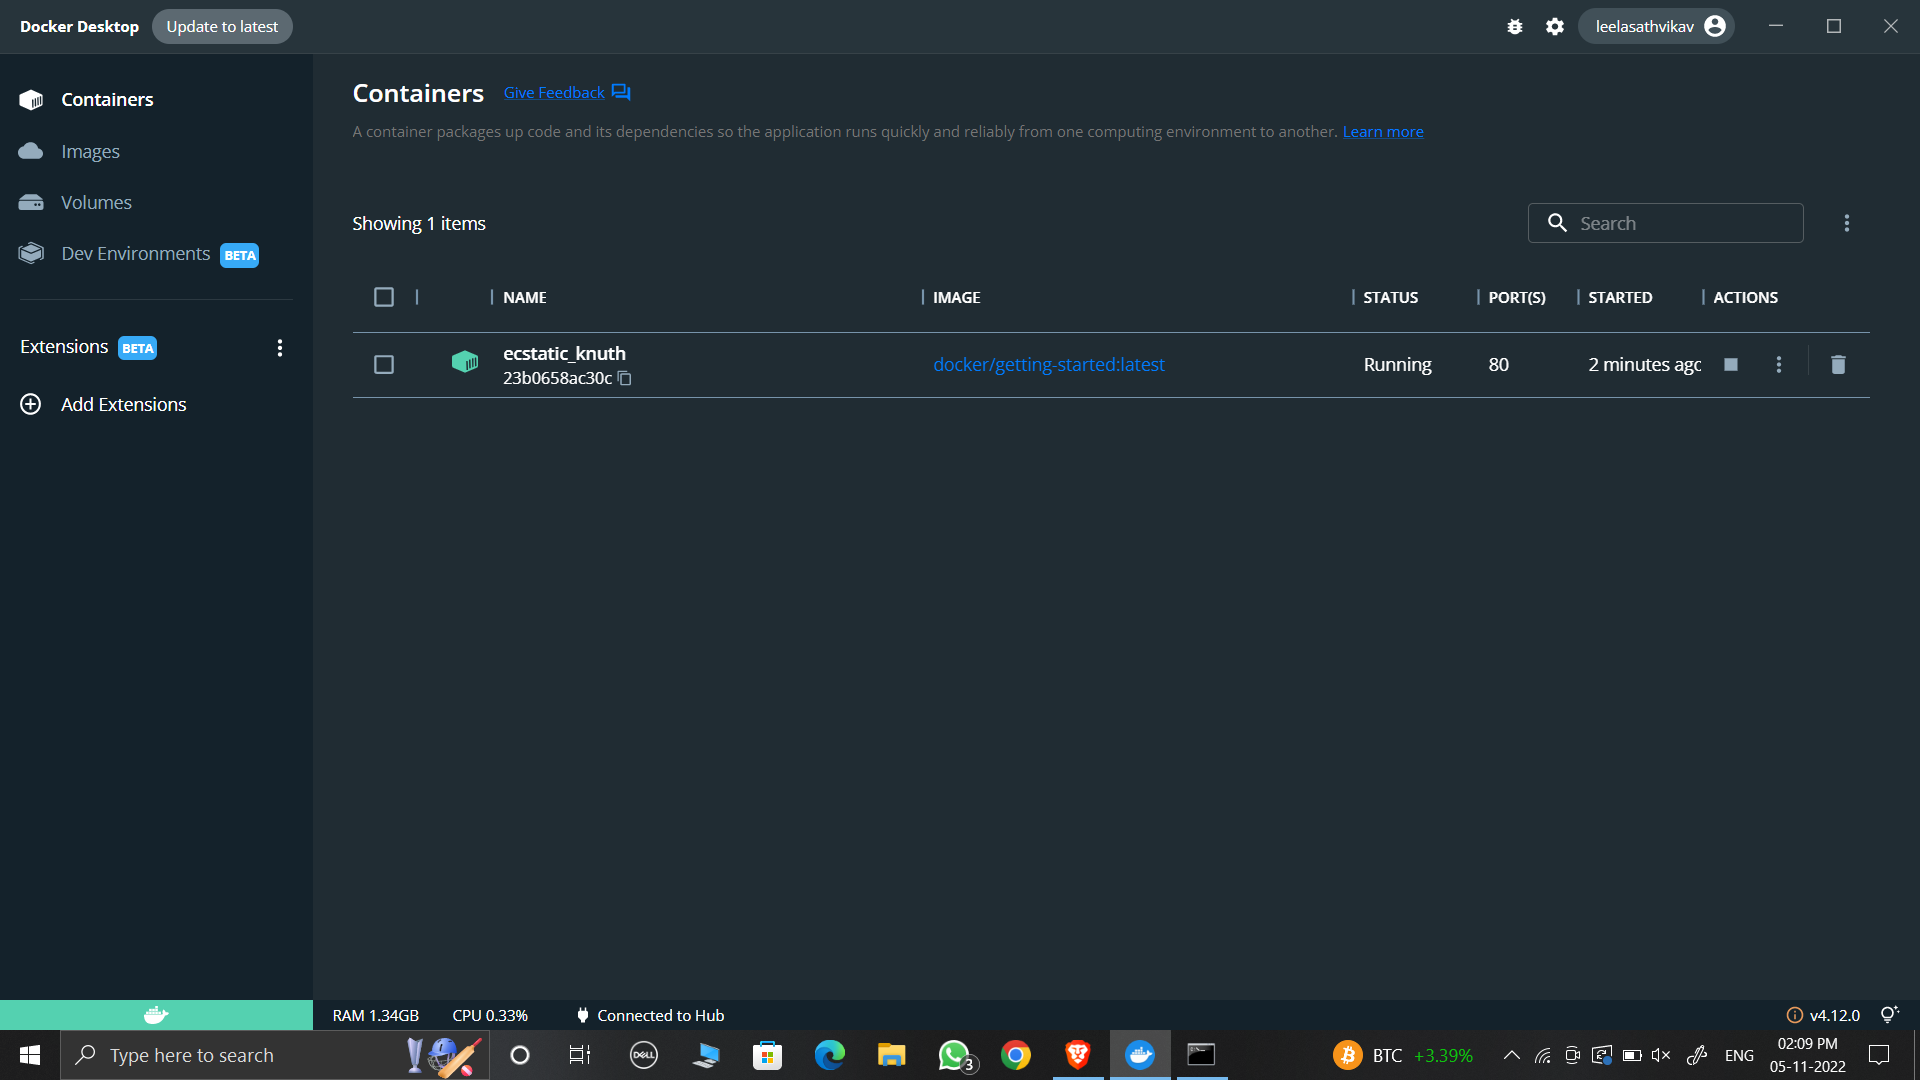 Docker Desktop Update to latest leelasathvikav
Containers
Images
Volumes
Dev Environments BETA
Extensions BETA
Add Extensions
Containers Give Feedback
A container packages up code and its dependencies so the application runs quickly and reliably from one computing environment to another. Learn more
Showing 1 items Search
NAME IMAGE STATUS PORT(S) STARTED ACTIONS
ecstatic_knuth
23b0658ac30c
docker/getting-started:latest Running 80 2 minutes agc
RAM 1.34GB CPU 0.33% Connected to Hub v4.12.0
Type here to search DELL 3 BTC +3.39% ENG 02:09 PM
05-11-2022